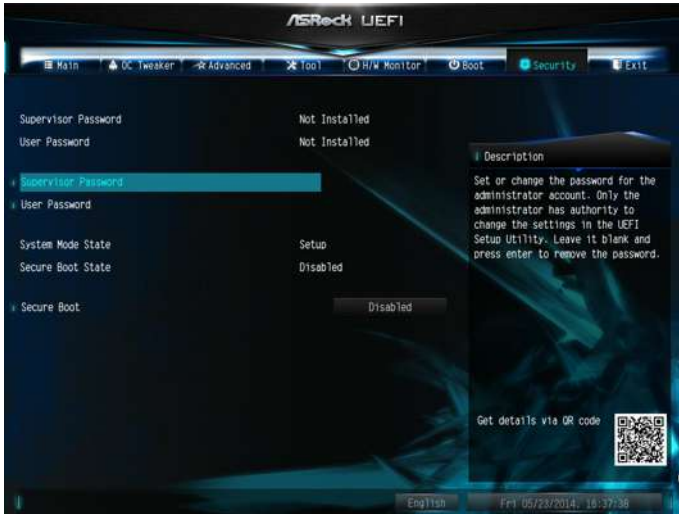 ASRock UEFI
Main OC Tweaker Advanced Tool H/W Monitor Boot Security Exit
Supervisor Password Not Installed
User Password Not Installed
Supervisor Password
User Password
System Mode State Setup
Secure Boot State Disabled
Secure Boot Disabled
Description
Set or change the password for the
administrator account. Only the
administrator has authority to
change the settings in the UEFI
Setup Utility. Leave it blank and
press enter to remove the password.
Get details via QR code
English Fri 05/23/2014, 16:37:38